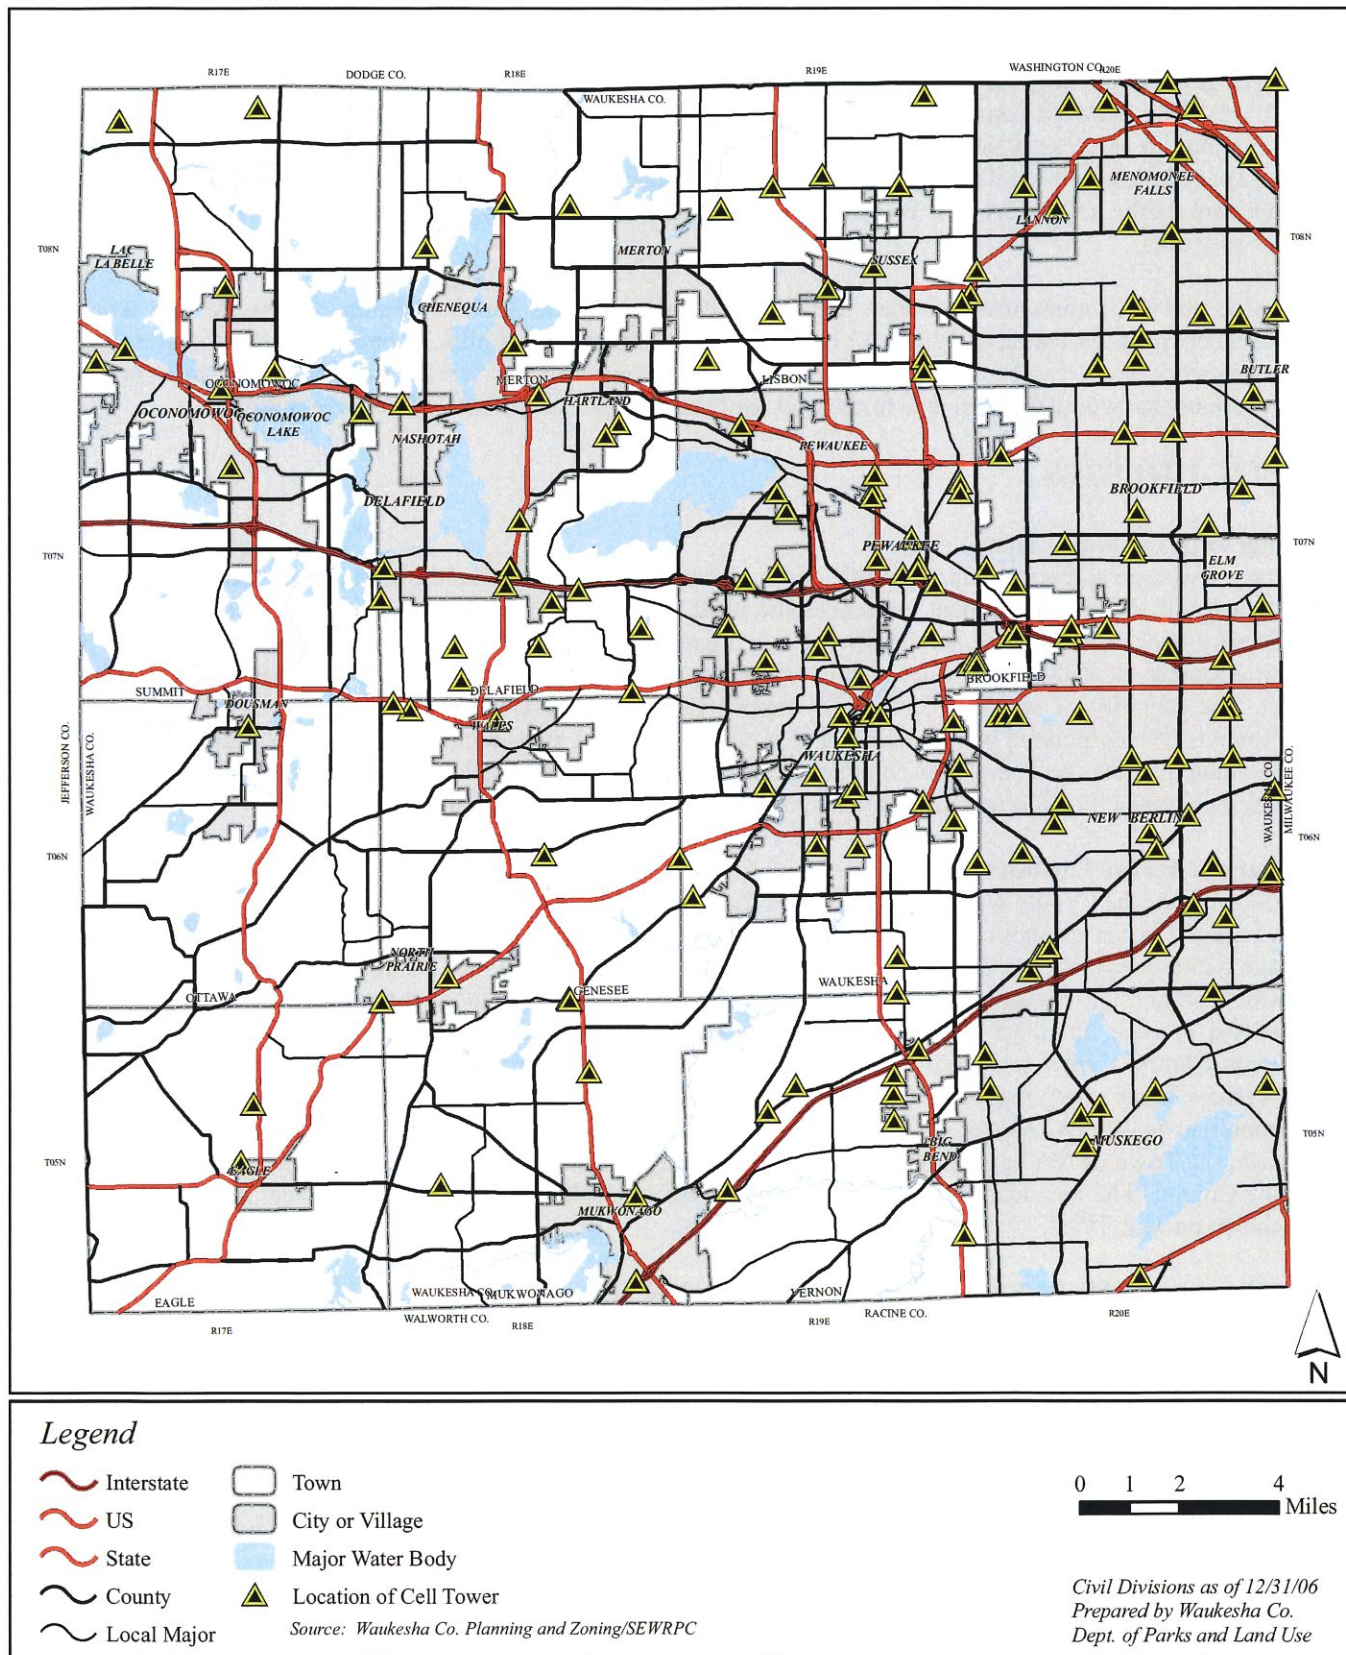 R17E
DODGE CO.
R18E
R19E
WASHINGTON CO.
R20E
WAUKESHA CO.
MENOMONEE
FALLS
LANNON
T08N
LAC
LA BELLE
MERTON
SUSSEX
T08N
CHENEQUA
OCONOMOWOC
MERTON
LISBON
BUTLER
OCONOMOWOC
OCONOMOWOC
LAKE
HARTLAND
NASHOTAH
PEWAUKEE
DELAFIELD
BROOKFIELD
T07N
PEWAUKEE
T07N
ELM
GROVE
SUMMIT
DELAFIELD
BROOKFIELD
DOUSMAN
WALES
JEFFERSON CO.
WAUKESHA CO.
WAUKESHA
WAUKESHA CO.
MILWAUKEE CO.
NEW BERLIN
T06N
T06N
NORTH
PRAIRIE
OTTAWA
GENESEE
WAUKESHA
T05N
EAGLE
BIG
BEND
MUSKEGO
T05N
MUKWONAGO
EAGLE
WAUKESHA CO.
MUKWONAGO
VERNON
WALWORTH CO.
RACINE CO.
R17E
R18E
R19E
R20E
N
Legend
Interstate
US
State
County
Local Major
Town
City or Village
Major Water Body
Location of Cell Tower
Source: Waukesha Co. Planning and Zoning/SEWRPC
0 1 2 4
Miles
Civil Divisions as of 12/31/06
Prepared by Waukesha Co.
Dept. of Parks and Land Use